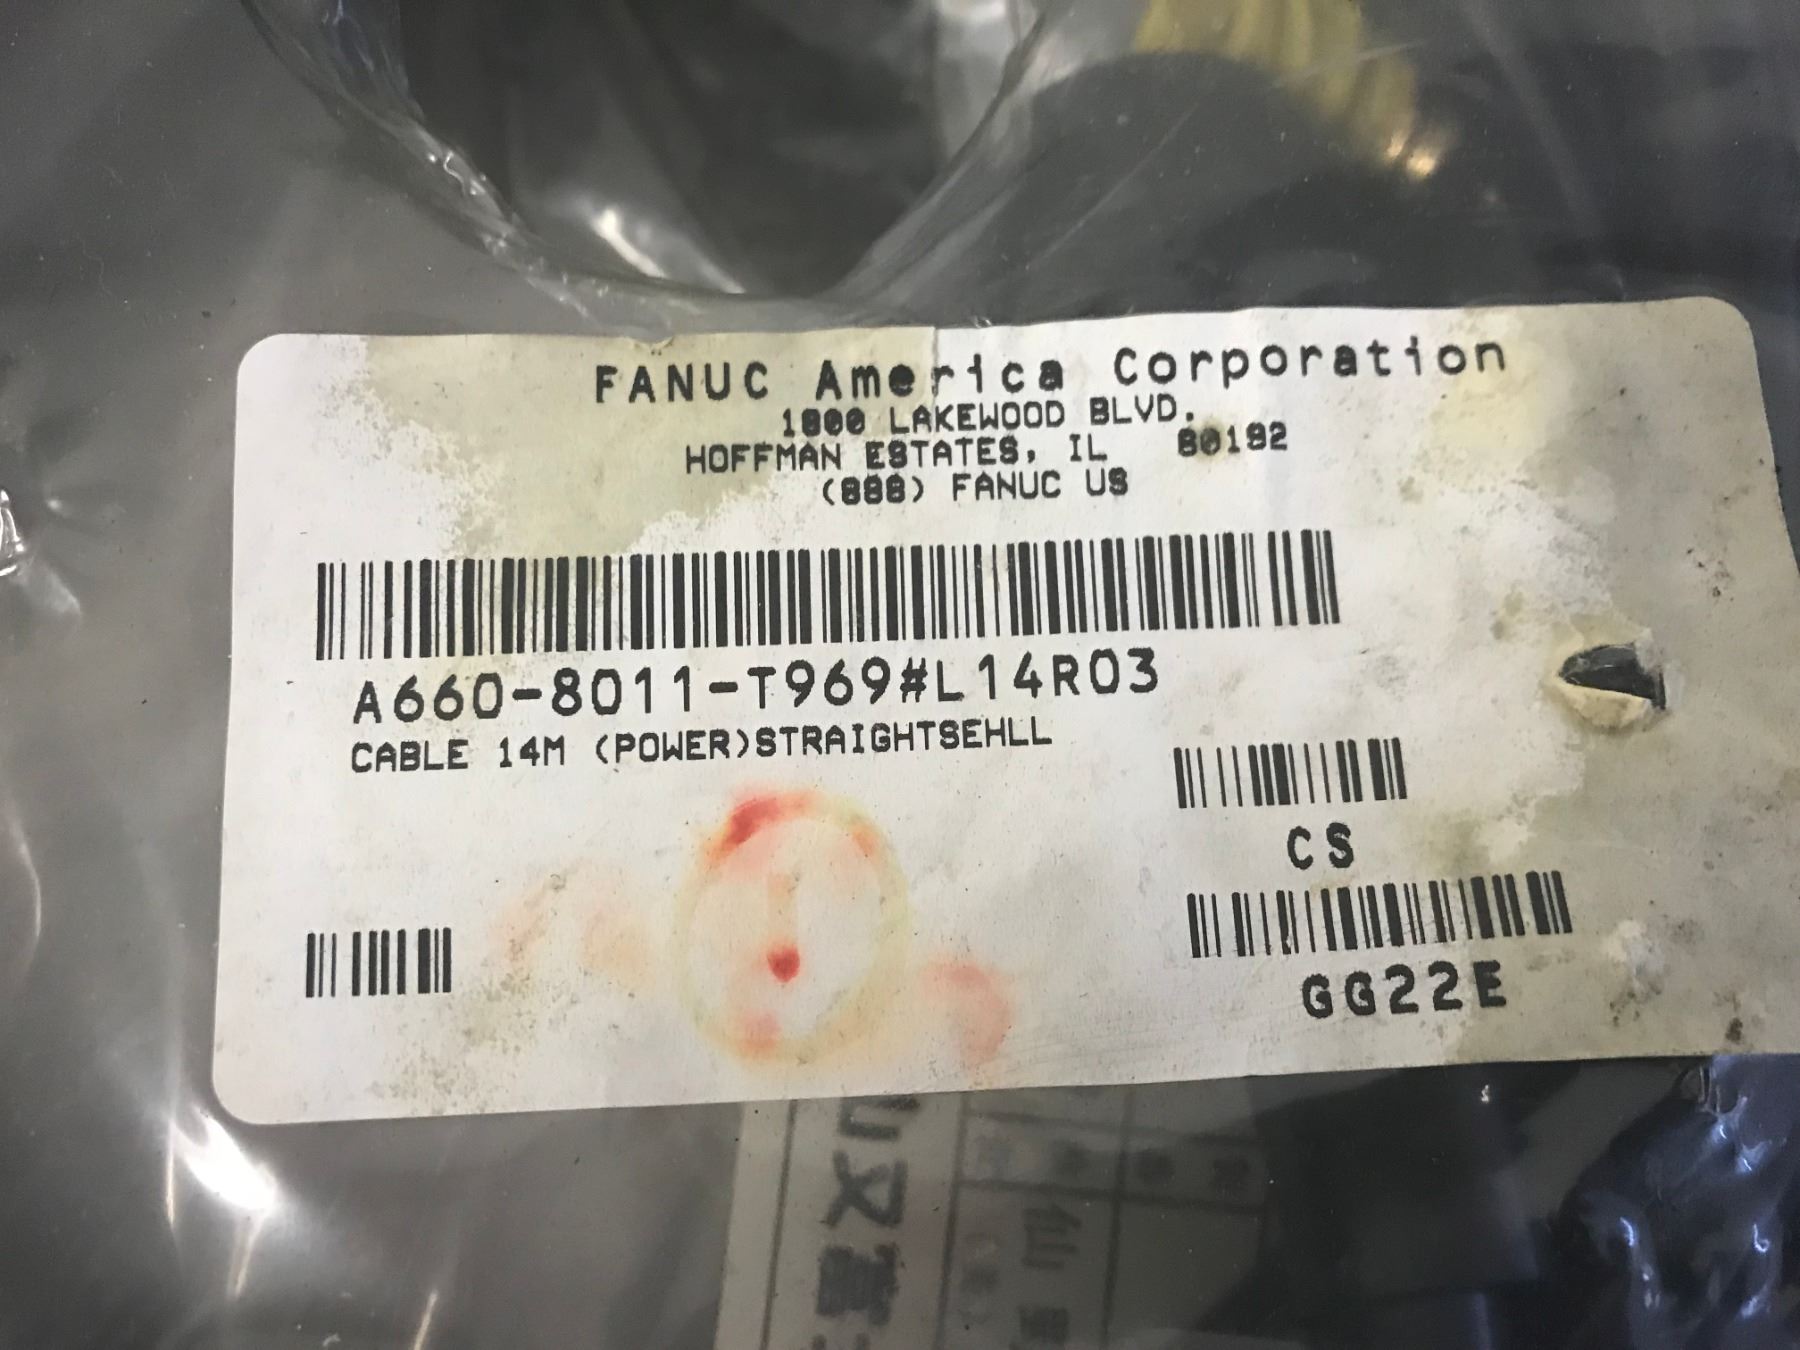 FANUC America Corporation
1800 LAKEWOOD BLVD.
HOFFMAN ESTATES, IL 60192
(888) FANUC US
A660-8011-T969#L14R03
CABLE 14M (POWER)STRAIGHTSEHLL
CS
GG22E